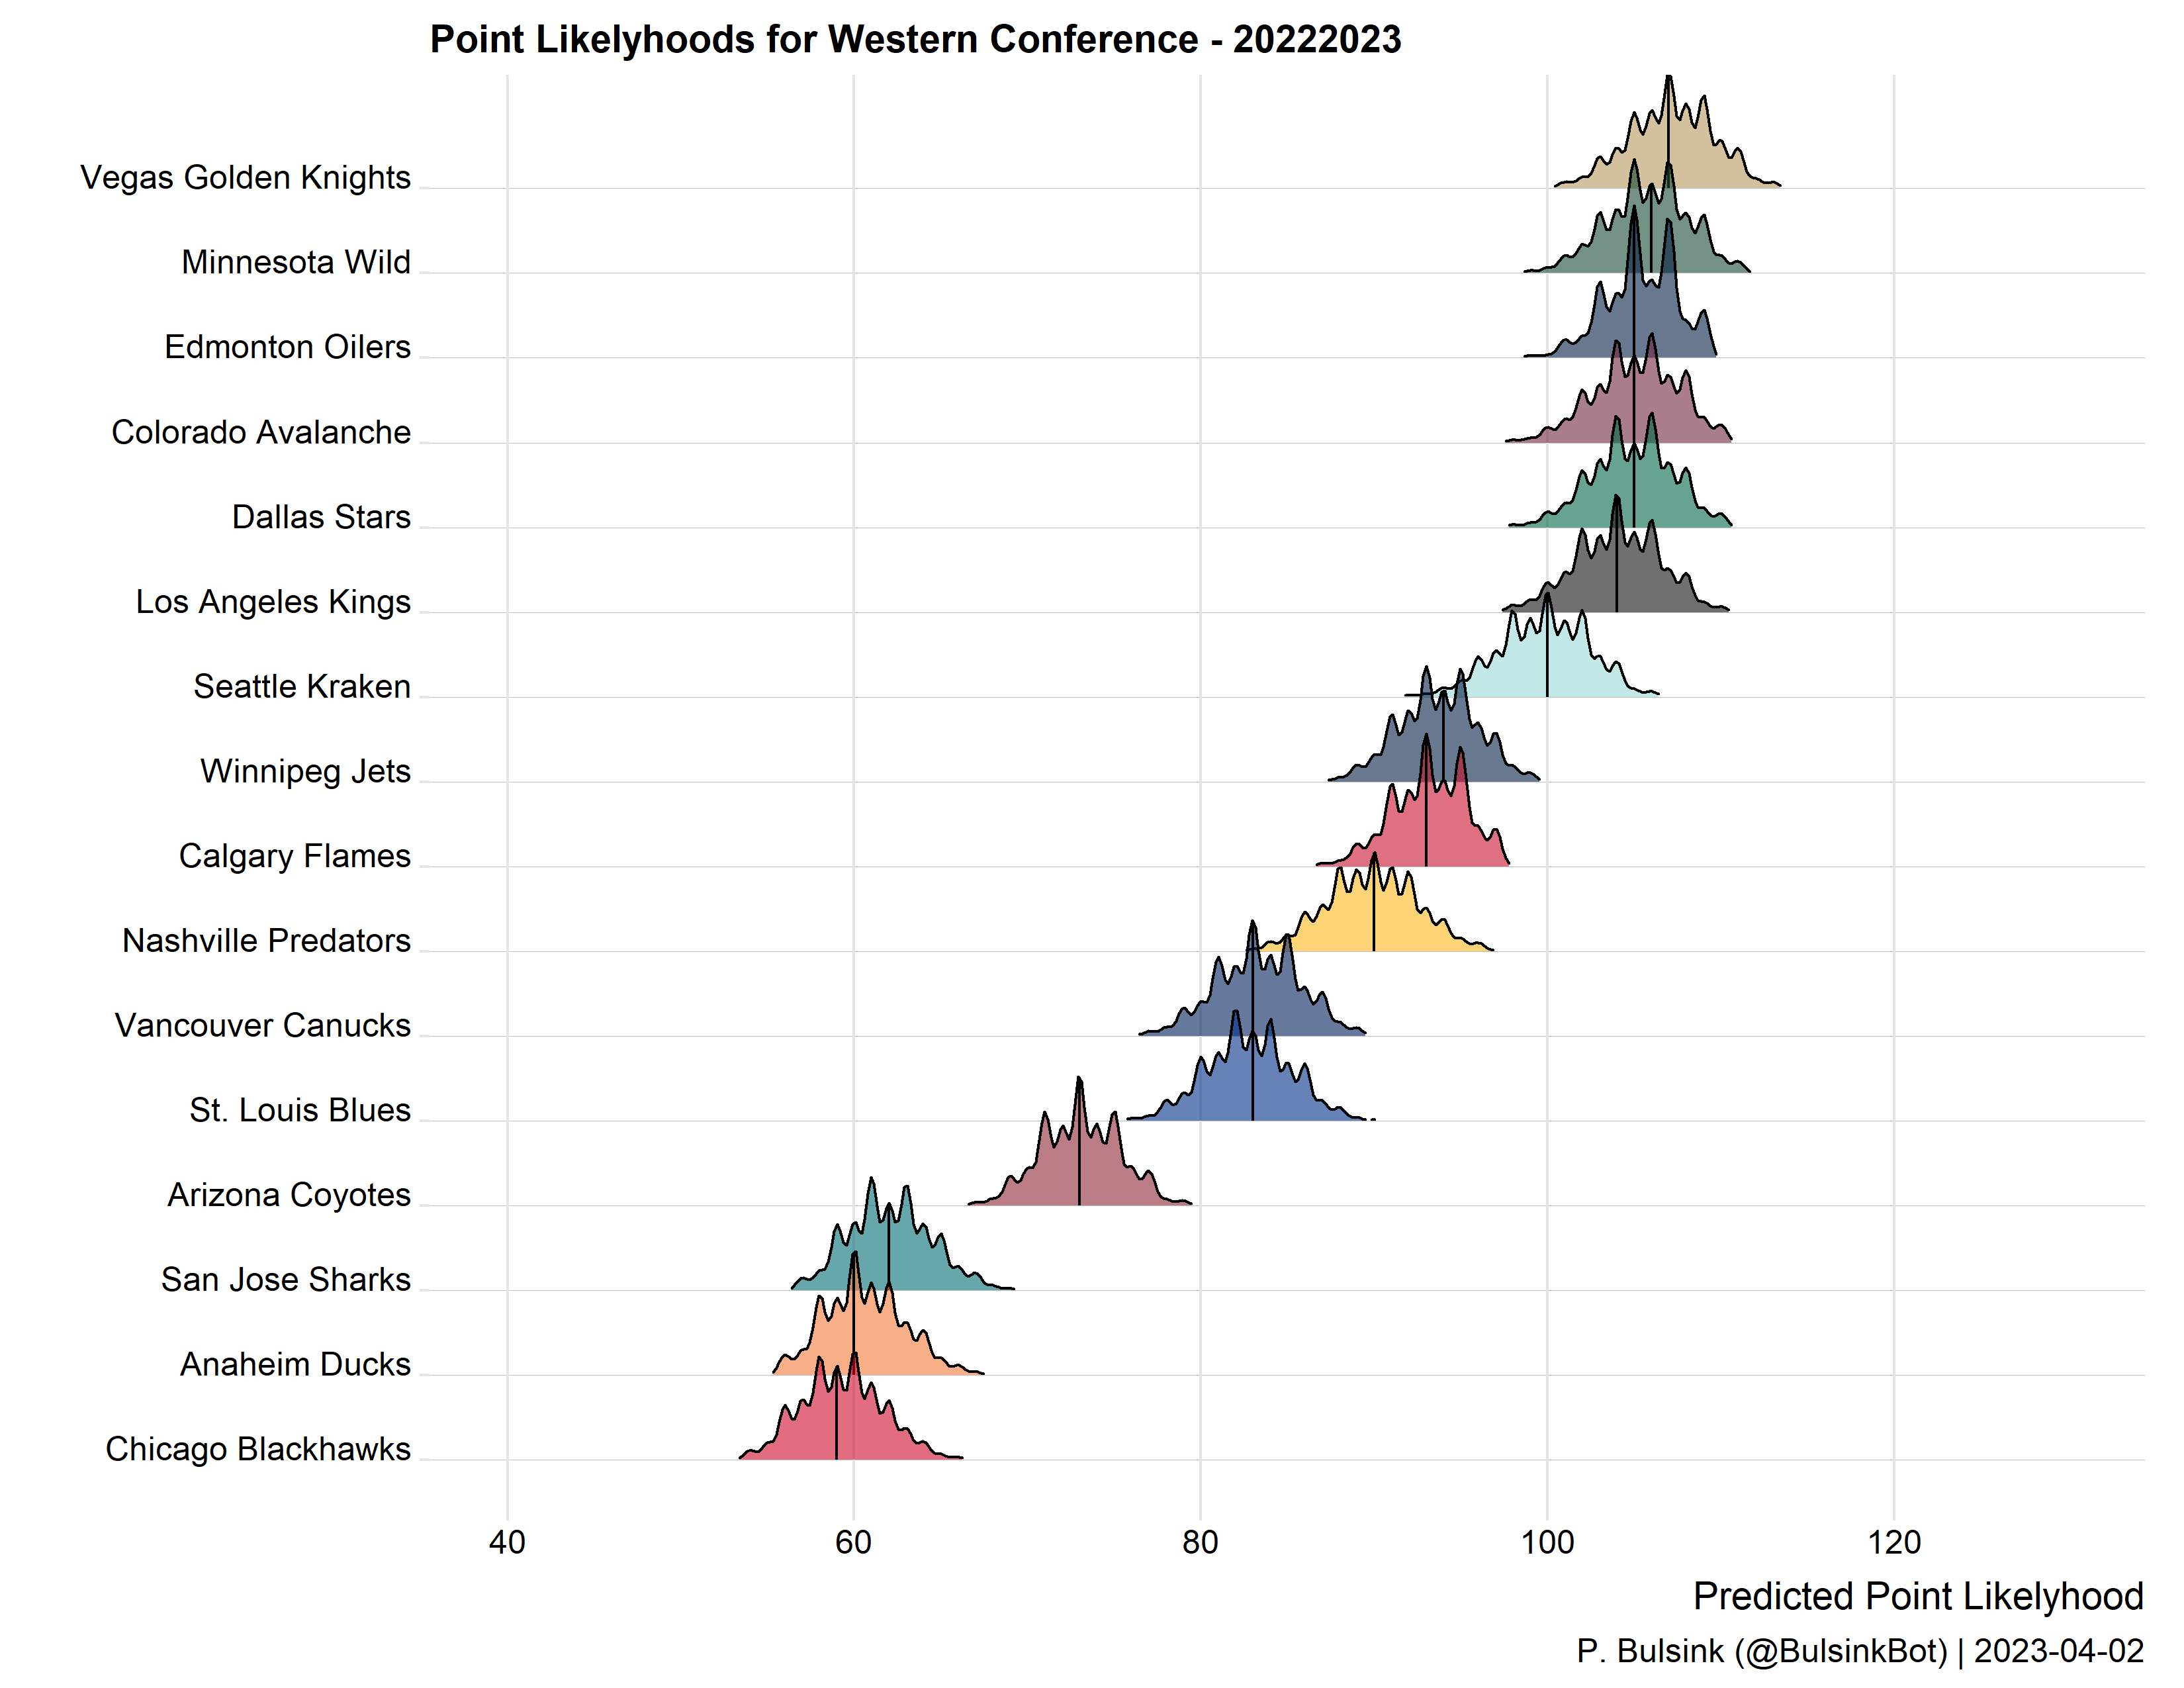 Point Likelyhoods for Western Conference - 20222023
Vegas Golden Knights
Minnesota Wild
Edmonton Oilers
Colorado Avalanche
Dallas Stars
Los Angeles Kings
Seattle Kraken
Winnipeg Jets
Calgary Flames
Nashville Predators
Vancouver Canucks
St. Louis Blues
Arizona Coyotes
San Jose Sharks
Anaheim Ducks
Chicago Blackhawks
40 60 80 100 120
Predicted Point Likelyhood
P. Bulsink (@BulsinkBot) | 2023-04-02